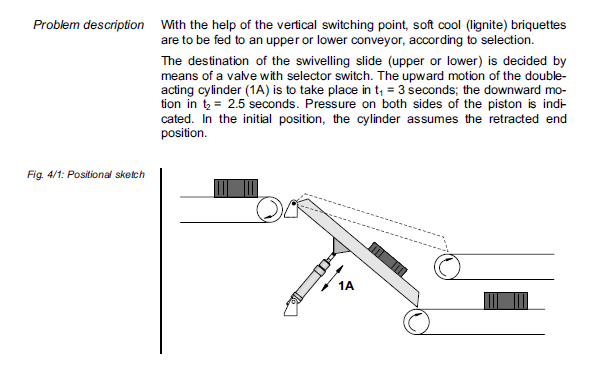 Problem description
With the help of the vertical switching point, soft cool (lignite) briquettes
are to be fed to an upper or lower conveyor, according to selection.
The destination of the swivelling slide (upper or lower) is decided by
means of a valve with selector switch. The upward motion of the double-
acting cylinder (1A) is to take place in t1 = 3 seconds; the downward mo-
tion in t2 = 2.5 seconds. Pressure on both sides of the piston is indi-
cated. In the initial position, the cylinder assumes the retracted end
position.
Fig. 4/1: Positional sketch
1A